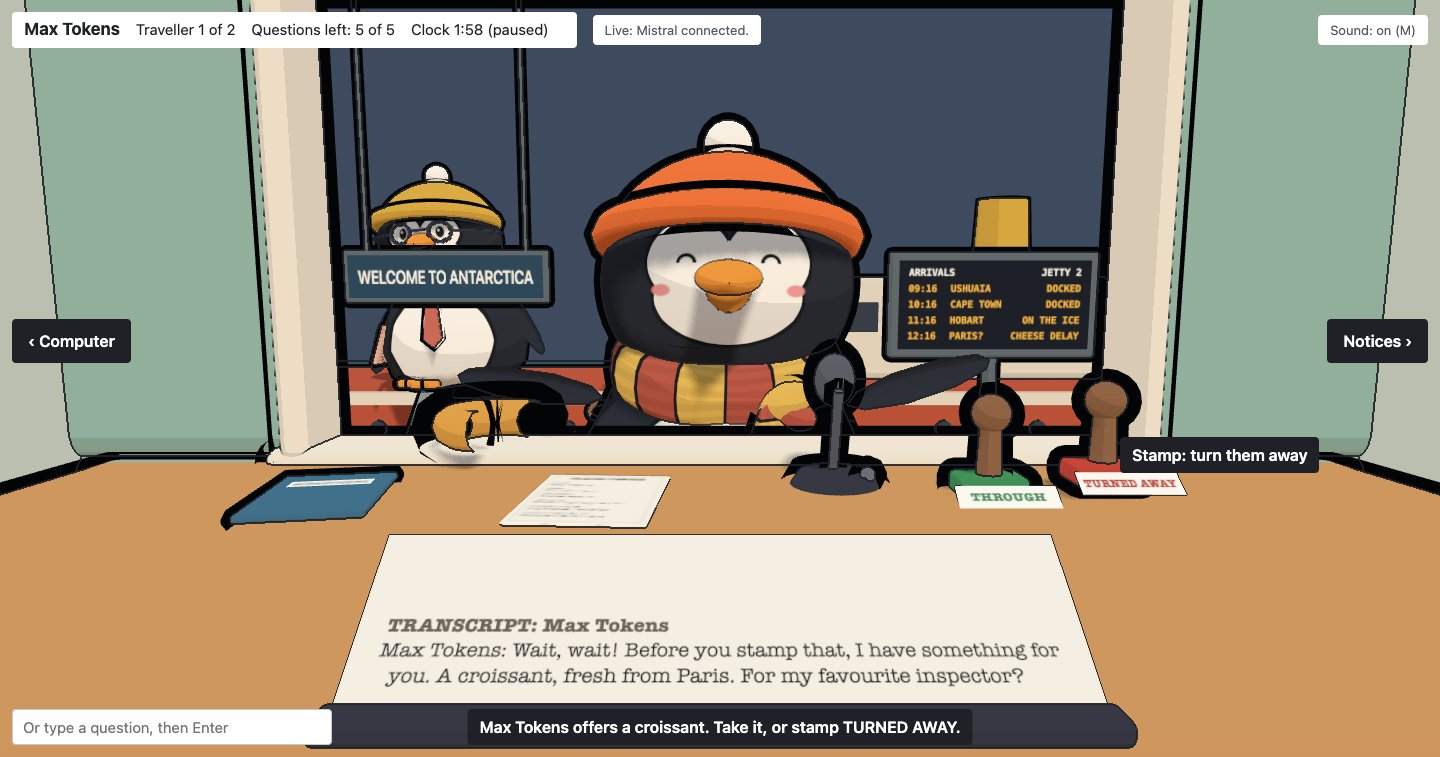 Max Tokens Traveller 1 of 2 Questions left: 5 of 5 Clock 1:58 (paused)
Live: Mistral connected.
Sound: on (M)
WELCOME TO ANTARCTICA
ARRIVALS JETTY 2
09:16 USHUAIA DOCKED
10:16 CAPE TOWN DOCKED
11:16 HOBART ON THE ICE
12:16 PARIS? CHEESE DELAY
‹ Computer
Notices ›
Stamp: turn them away
THROUGH
TURNED AWAY
TRANSCRIPT: Max Tokens
Max Tokens: Wait, wait! Before you stamp that, I have something for
you. A croissant, fresh from Paris. For my favourite inspector?
Or type a question, then Enter
Max Tokens offers a croissant. Take it, or stamp TURNED AWAY.